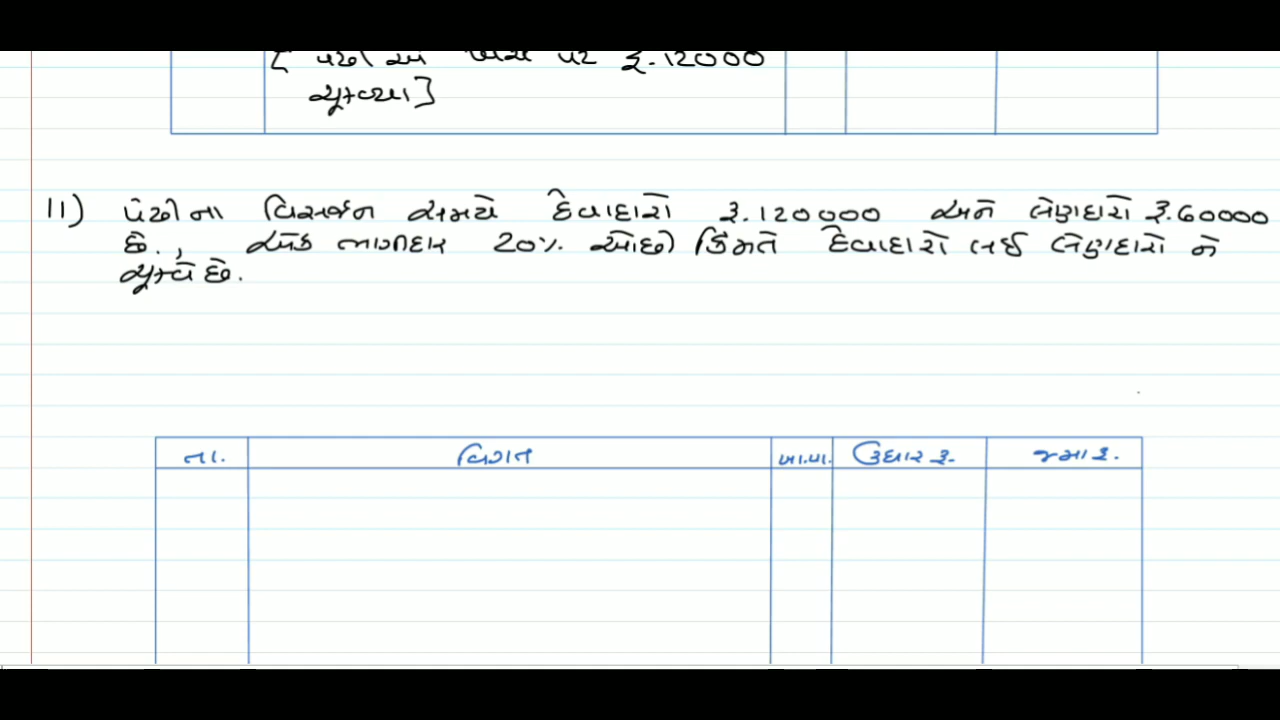 [ પેઢીએ ખર્ચ પેટે રૂ.12000
ચૂકવ્યા]
11) પેઢીના વિસર્જન સમયે દેવાદારો રૂ.120000 અને લેણદારો રૂ.60000
છે., એક ભાગીદાર 20% ઓછી કિંમતે દેવાદારો લઈ લેણદારો ને
ચૂકવે છે.
તા. વિગત ખા.પા. ઉધાર રૂ. જમા રૂ.